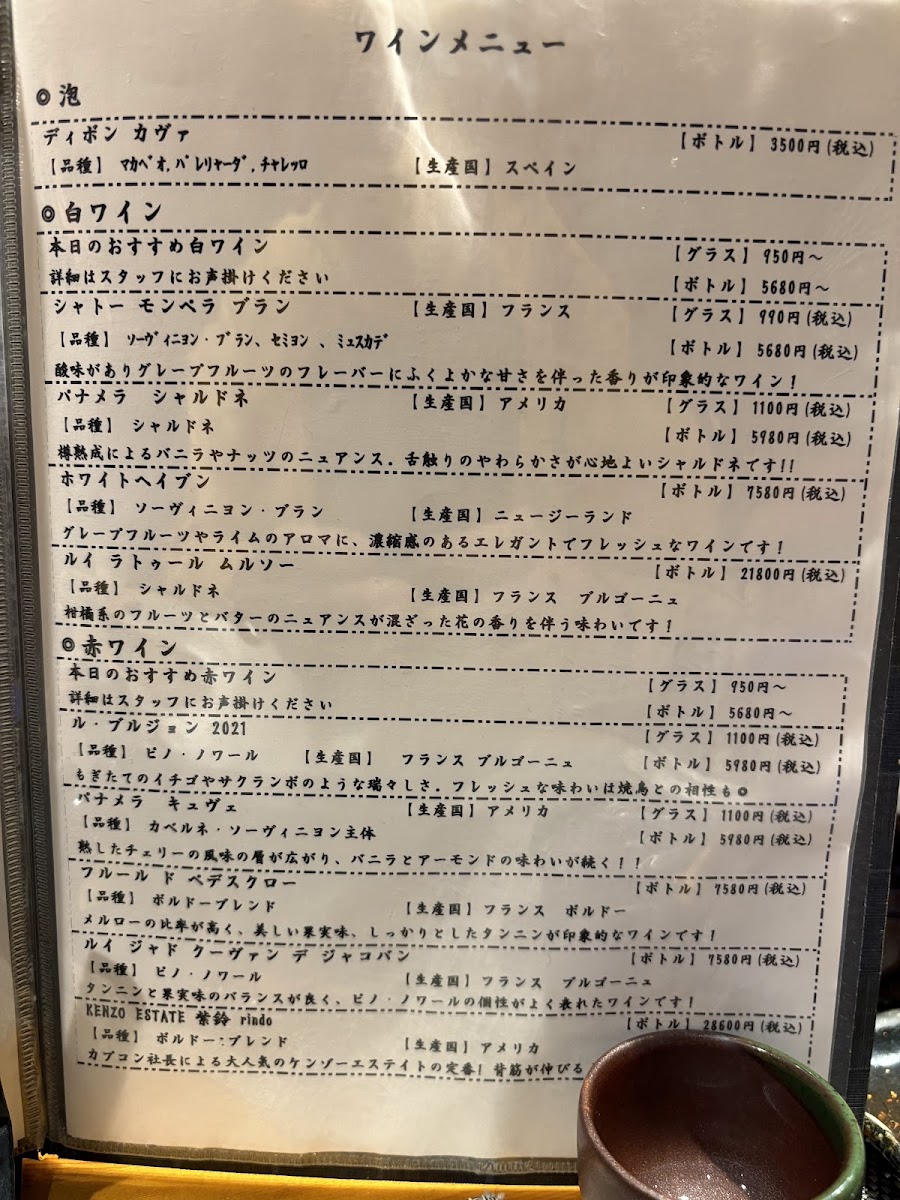 ワインメニュー
◎泡
ディボン カヴァ 【ボトル】 3500円(税込)
【品種】 マカベオ, パレリャーダ, チャレッロ 【生産国】スペイン
◎白ワイン
本日のおすすめ白ワイン 【グラス】 950円～
詳細はスタッフにお声掛けください 【ボトル】 5680円～
シャトー モンペラ ブラン 【生産国】フランス 【グラス】 990円(税込)
【品種】 ソーヴィニヨン・ブラン、セミヨン 、ミュスカデ 【ボトル】 5680円(税込)
酸味がありグレープフルーツのフレーバーにふくよかな甘さを伴った香りが印象的なワイン！
パナメラ シャルドネ 【生産国】アメリカ 【グラス】 1100円(税込)
【品種】 シャルドネ 【ボトル】 5980円(税込)
樽熟成によるバニラやナッツのニュアンス. 舌触りのやわらかさが心地よいシャルドネです!!
ホワイトヘイブン 【ボトル】 7580円(税込)
【品種】 ソーヴィニヨン・ブラン 【生産国】ニュージーランド
グレープフルーツやライムのアロマに、濃縮感のあるエレガントでフレッシュなワインです！
ルイ ラトゥール ムルソー 【ボトル】 21800円(税込)
【品種】 シャルドネ 【生産国】フランス ブルゴーニュ
柑橘系のフルーツとバターのニュアンスが混ざった花の香りを伴う味わいです！
◎赤ワイン
本日のおすすめ赤ワイン 【グラス】 950円～
詳細はスタッフにお声掛けください 【ボトル】 5680円～
ル・ブルジョン 2021 【グラス】 1100円(税込)
【品種】 ピノ・ノワール 【生産国】 フランス ブルゴーニュ 【ボトル】 5980円(税込)
もぎたてのイチゴやサクランボのような瑞々しさ. フレッシュな味わいは焼鳥との相性も◎
パナメラ キュヴェ 【生産国】アメリカ 【グラス】 1100円(税込)
【品種】 カベルネ・ソーヴィニヨン主体 【ボトル】 5980円(税込)
熟したチェリーの風味の層が広がり、バニラとアーモンドの味わいが続く！！
フルール ド ペデスクロー 【ボトル】 7580円(税込)
【品種】 ボルドーブレンド 【生産国】フランス ボルドー
メルローの比率が高く、美しい果実味、しっかりとしたタンニンが印象的なワインです！
ルイ ジャド クーヴァン デ ジャコバン 【ボトル】 7580円(税込)
【品種】 ピノ・ノワール 【生産国】フランス ブルゴーニュ
タンニンと果実味のバランスが良く、ピノ・ノワールの個性がよく表れたワインです！
KENZO ESTATE 紫鈴 rindo 【ボトル】 28600円(税込)
【品種】 ボルドー・ブレンド 【生産国】アメリカ
カプコン社長による大人気のケンゾーエステイトの定番! 背筋が伸びる